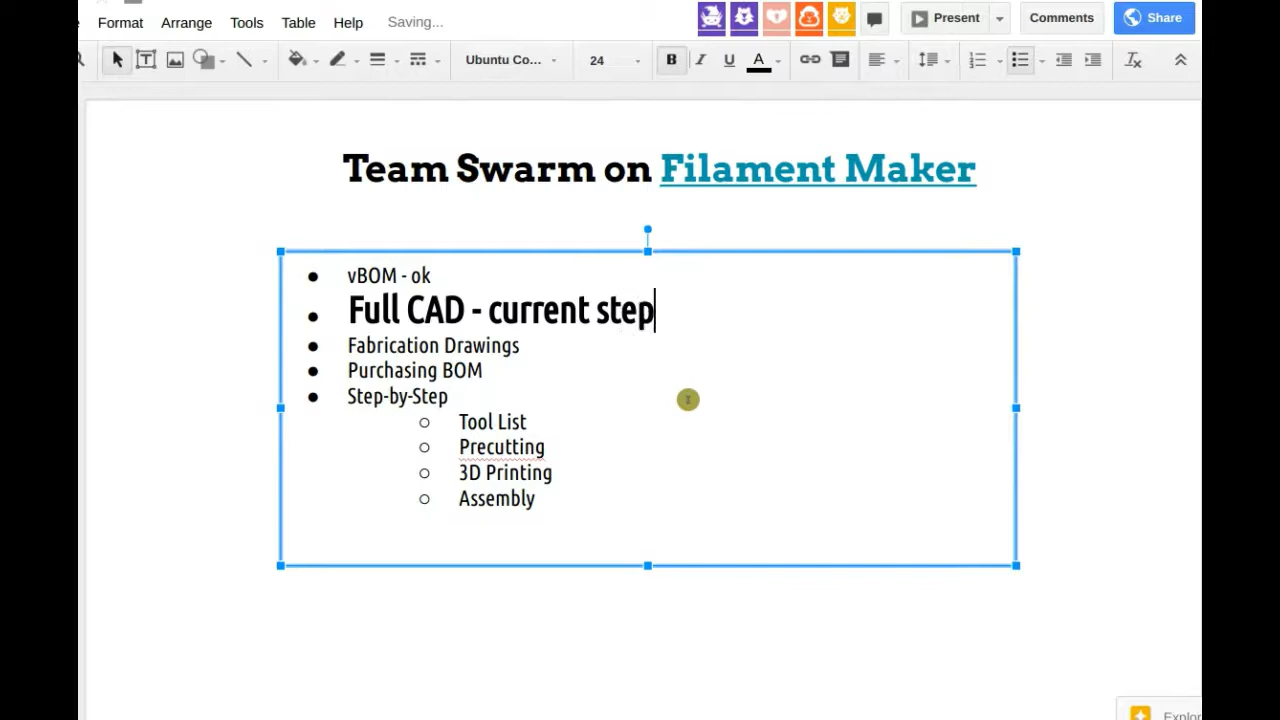 Format Arrange Tools Table Help Saving...
Present Comments Share
Ubuntu Co... 24 B I U A
Team Swarm on Filament Maker
● vBOM - ok
● Full CAD - current step
● Fabrication Drawings
● Purchasing BOM
● Step-by-Step
○ Tool List
○ Precutting
○ 3D Printing
○ Assembly
Explor